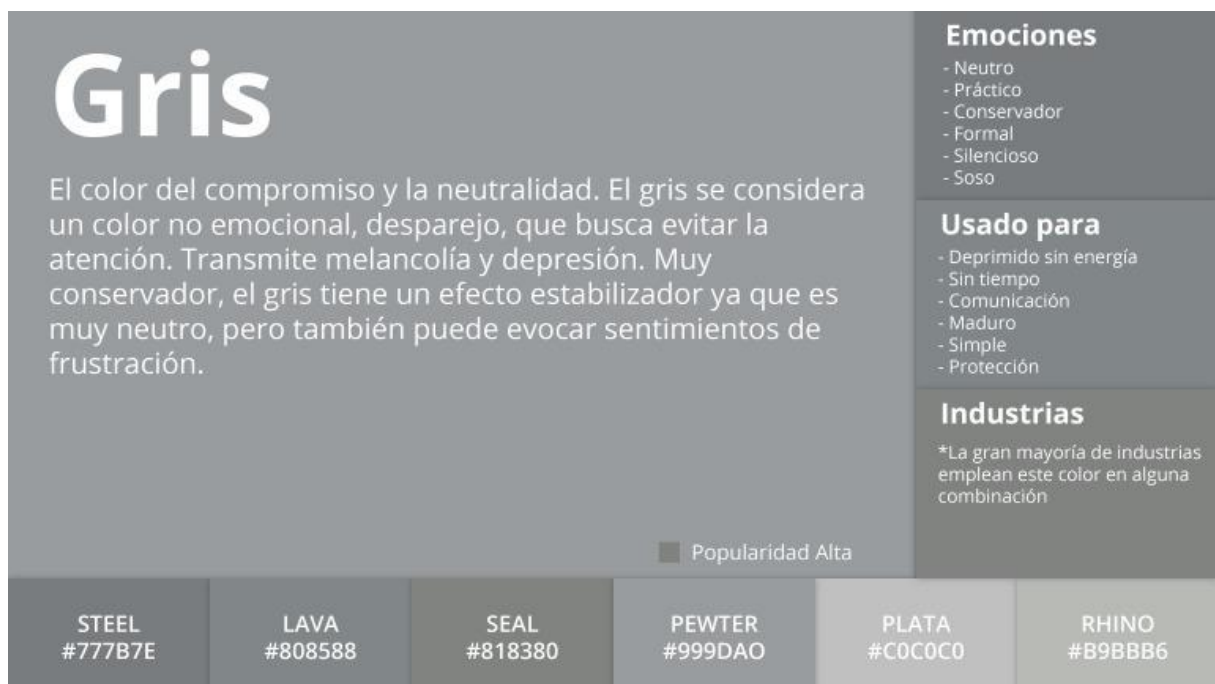 Gris
El color del compromiso y la neutralidad. El gris se considera
un color no emocional, desparejo, que busca evitar la
atención. Transmite melancolía y depresión. Muy
conservador, el gris tiene un efecto estabilizador ya que es
muy neutro, pero también puede evocar sentimientos de
frustración.
Popularidad Alta
Emociones
- Neutro
- Práctico
- Conservador
- Formal
- Silencioso
- Soso
Usado para
- Deprimido sin energía
- Sin tiempo
- Comunicación
- Maduro
- Simple
- Protección
Industrias
*La gran mayoría de industrias
emplean este color en alguna
combinación
STEEL
#777B7E
LAVA
#808588
SEAL
#818380
PEWTER
#999DAO
PLATA
#C0C0C0
RHINO
#B9BBB6